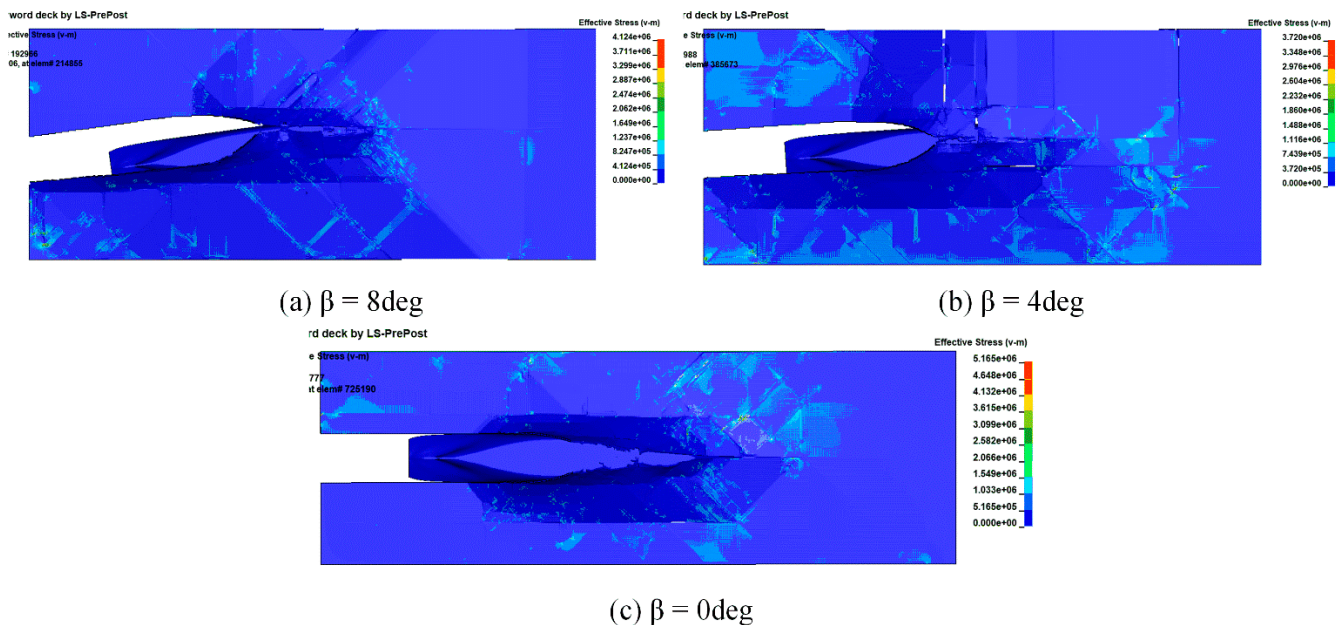 eword deck by LS-PrePost
ective Stress (v-m)
192966
06, at elem# 214855
Effective Stress (v-m)
4.124e+06
3.711e+06
3.299e+06
2.887e+06
2.474e+06
2.062e+06
1.649e+06
1.237e+06
8.247e+05
4.124e+05
0.000e+00
(a) β = 8deg
rd deck by LS-PrePost
e Stress (v-m)
988
elem# 385673
Effective Stress (v-m)
3.720e+06
3.348e+06
2.976e+06
2.604e+06
2.232e+06
1.860e+06
1.488e+06
1.116e+06
7.439e+05
3.720e+05
0.000e+00
(b) β = 4deg
rd deck by LS-PrePost
e Stress (v-m)
777
at elem# 725190
Effective Stress (v-m)
5.165e+06
4.648e+06
4.132e+06
3.615e+06
3.099e+06
2.582e+06
2.066e+06
1.549e+06
1.033e+06
5.165e+05
0.000e+00
(c) β = 0deg